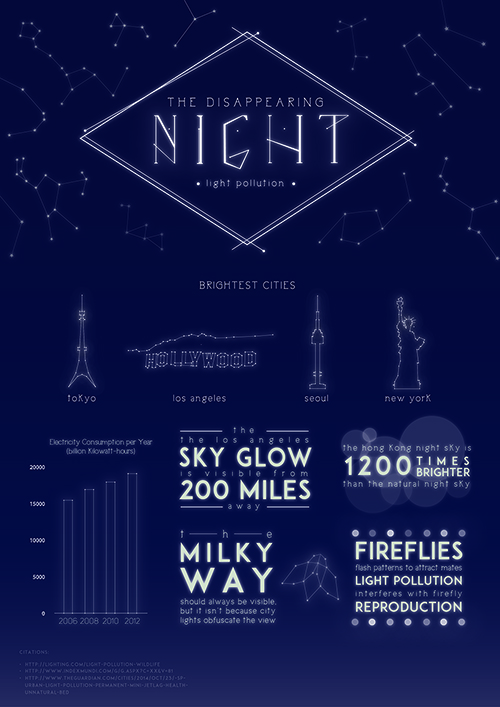 THE DISAPPEARING
NIGHT
• light pollution •
BRIGHTEST CITIES
tokyo
los angeles
seoul
new york
HOLLYWOOD
Electricity Consumption per Year
(billion Kilowatt-hours)
20000
15000
10000
5000
0
2006 2008 2010 2012
the
the los angeles
SKY GLOW
is visible from
200 MILES
away
the hong Kong night sky is
1200 TIMES
BRIGHTER
than the natural night sky
the
MILKY
WAY
should always be visible,
but it isn't because city
lights obfuscate the view
FIREFLIES
flash patterns to attract mates
LIGHT POLLUTION
interferes with firefly
REPRODUCTION
CITATIONS:
- HTTP://LIGHTING.COM/LIGHT-POLLUTION-WILDLIFE
- HTTP://WWW.THEGUARDIAN.COM/CITIES/2014/OCT/23/-SP-
URBAN-LIGHT-POLLUTION-PERMANENT-MINI-JETLAG-HEALTH-
UNNATURAL-BED